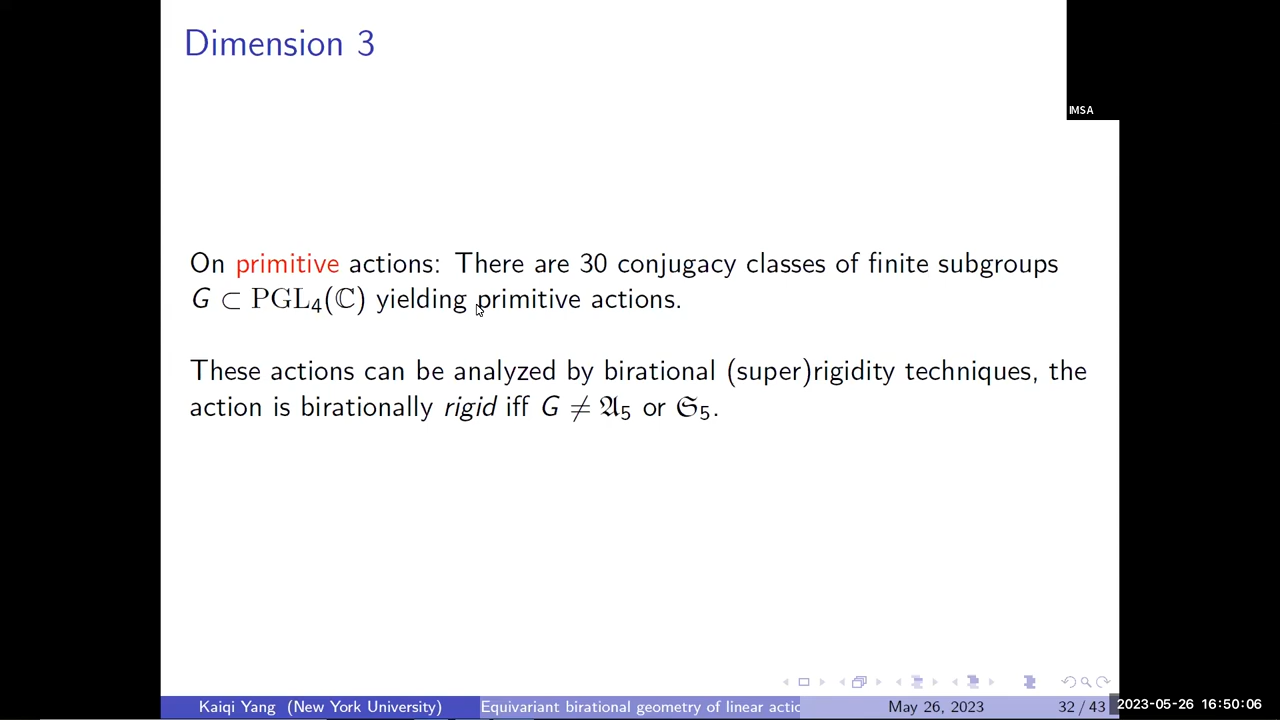 Dimension 3
IMSA
On primitive actions: There are 30 conjugacy classes of finite subgroups
G ⊂ PGL₄(ℂ) yielding primitive actions.
These actions can be analyzed by birational (super)rigidity techniques, the
action is birationally rigid iff G ≠ 𝔄₅ or 𝔖₅.
Kaiqi Yang (New York University)
Equivariant birational geometry of linear actio
May 26, 2023
32 / 43
2023-05-26 16:50:06